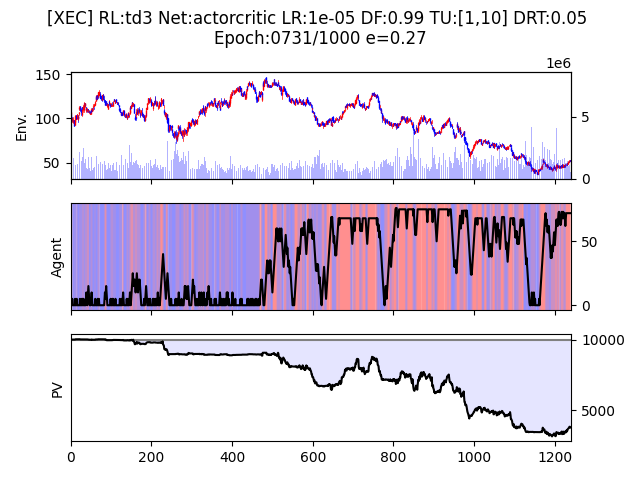 [XEC] RL:td3 Net:actorcritic LR:1e-05 DF:0.99 TU:[1,10] DRT:0.05
Epoch:0731/1000 e=0.27
1e6
150
100
50
Env.
5
0
Agent
50
0
PV
10000
5000
0
200
400
600
800
1000
1200